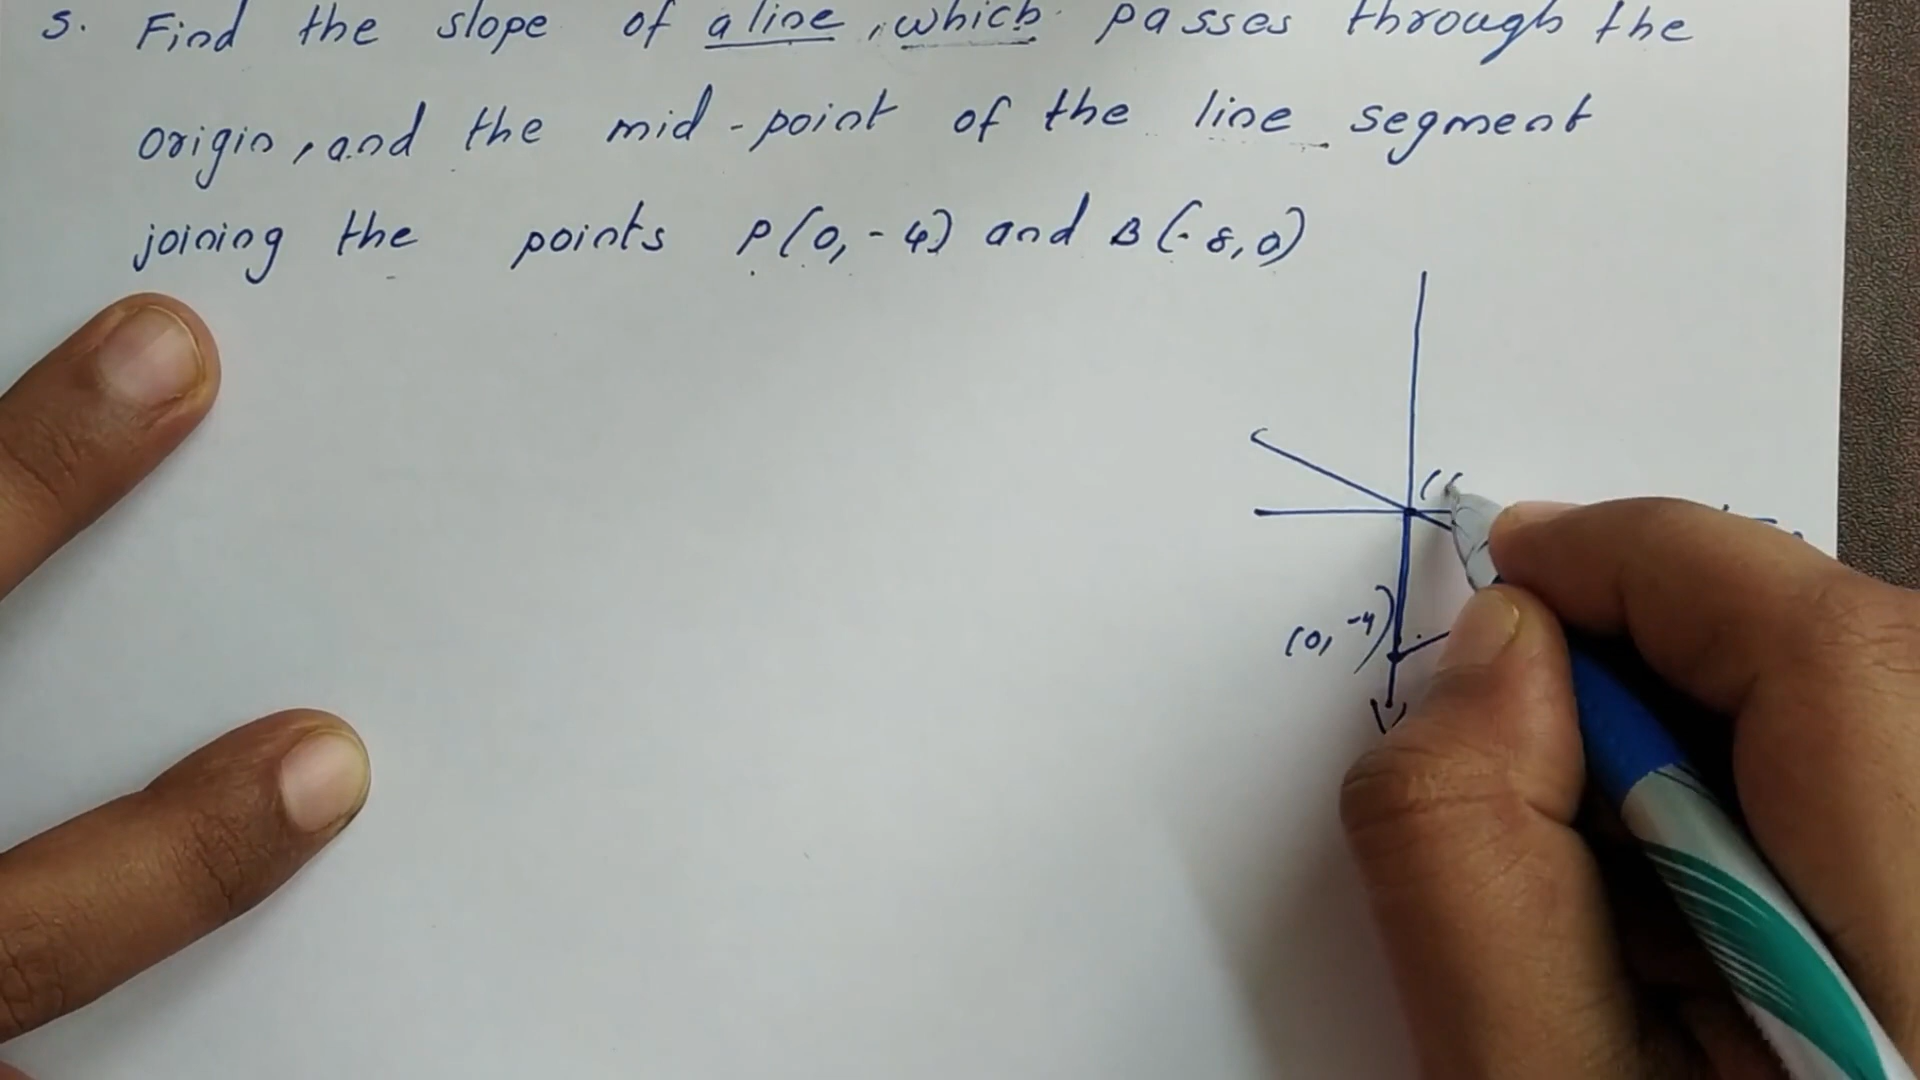 5. Find the slope of a line, which passes through the
origin, and the mid-point of the line segment
joining the points P(0,-4) and B(-8,0)
(0, -4)